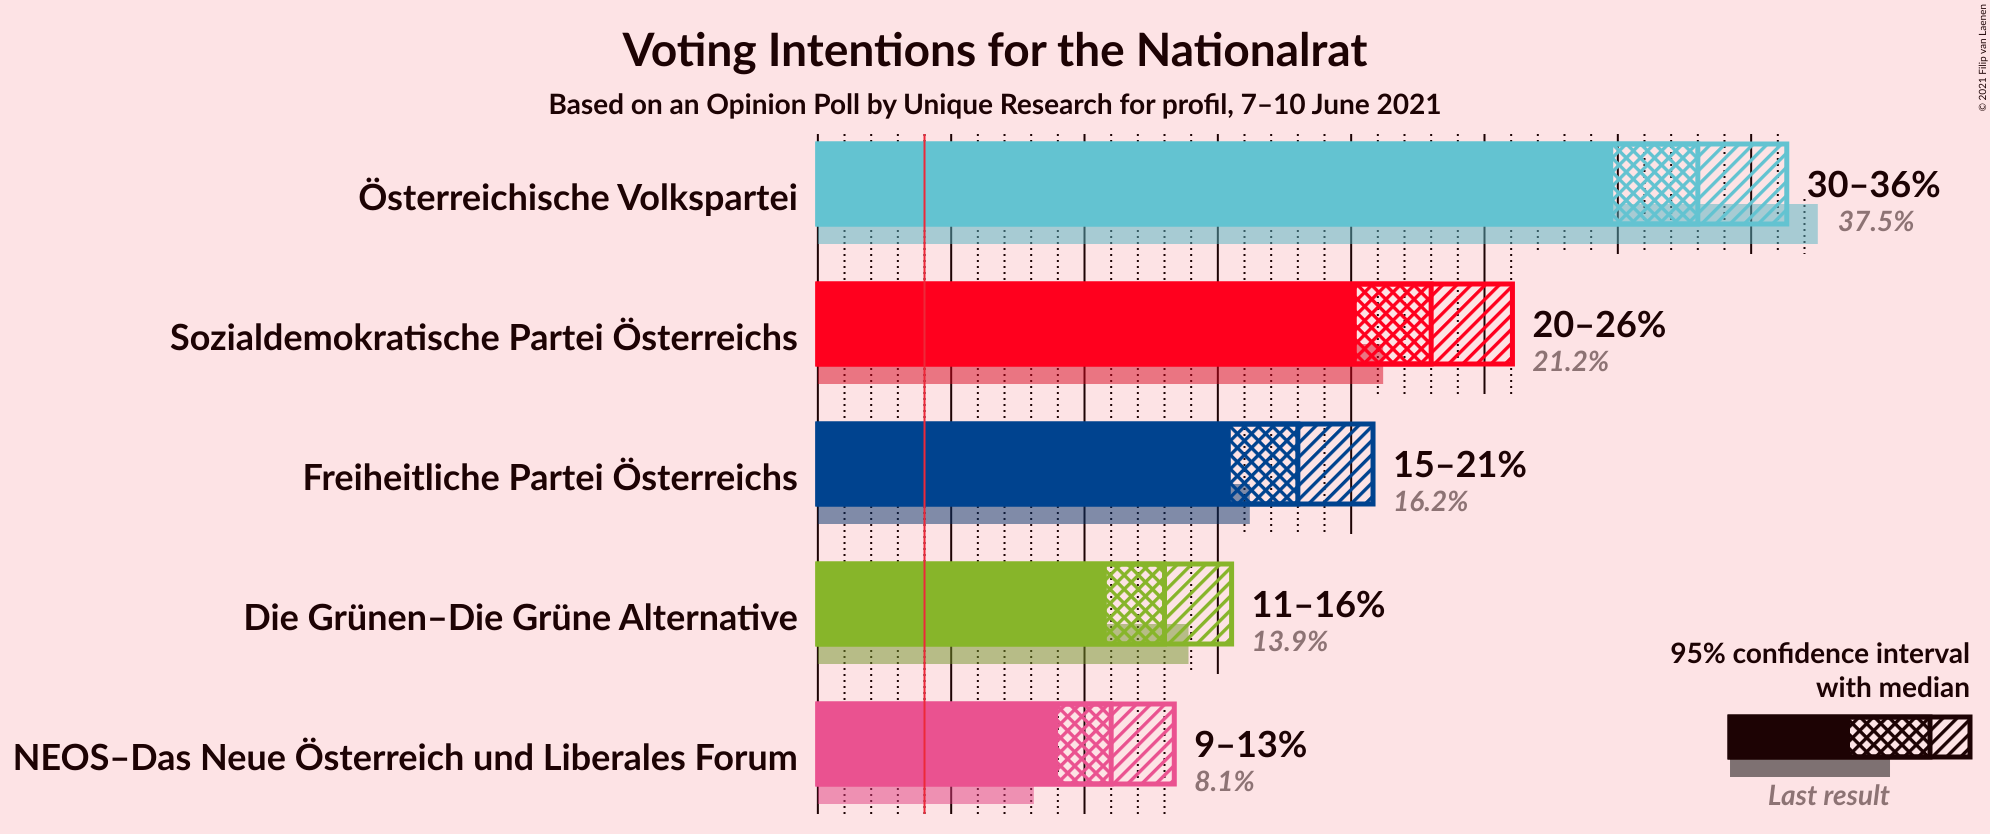 Voting Intentions for the Nationalrat
Based on an Opinion Poll by Unique Research for profil, 7–10 June 2021
© 2021 Filip van Laenen
Österreichische Volkspartei
30–36%
37.5%
Sozialdemokratische Partei Österreichs
20–26%
21.2%
Freiheitliche Partei Österreichs
15–21%
16.2%
Die Grünen–Die Grüne Alternative
11–16%
13.9%
NEOS–Das Neue Österreich und Liberales Forum
9–13%
8.1%
95% confidence interval
with median
Last result